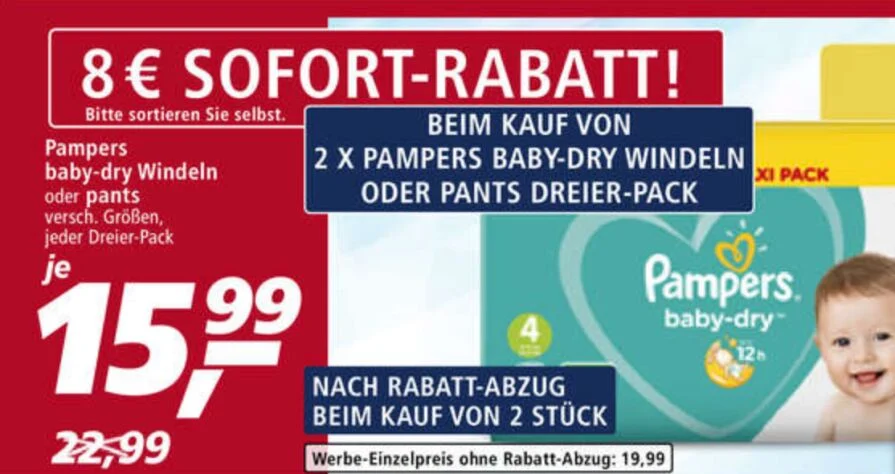 8 € SOFORT-RABATT!
Bitte sortieren Sie selbst.
BEIM KAUF VON
2 X PAMPERS BABY-DRY WINDELN
ODER PANTS DREIER-PACK
Pampers
baby-dry Windeln
oder pants
versch. Größen,
jeder Dreier-Pack
je
15,99
22,99
XI PACK
Pampers
baby-dry™
4
12h
NACH RABATT-ABZUG
BEIM KAUF VON 2 STÜCK
Werbe-Einzelpreis ohne Rabatt-Abzug: 19,99